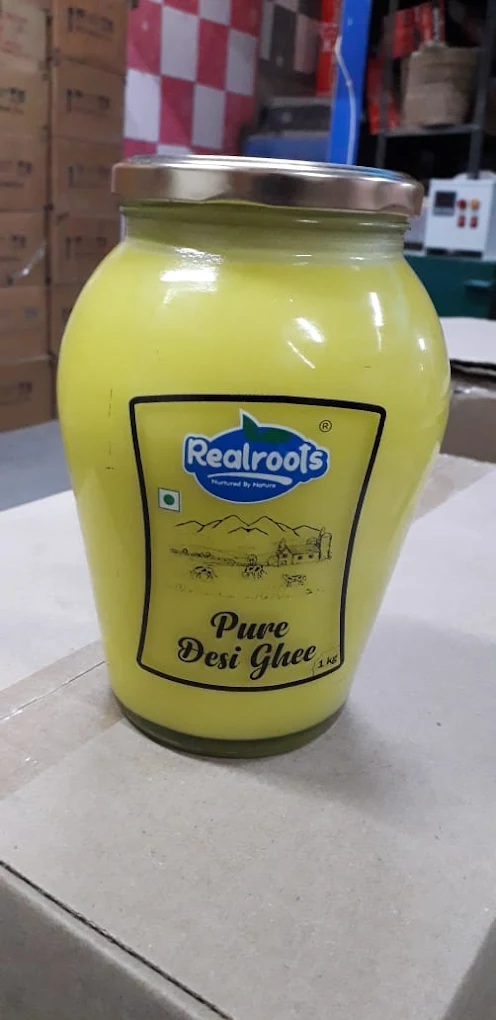 Realroots
®
Nurtured By Nature
Pure
Desi Ghee
1 kg